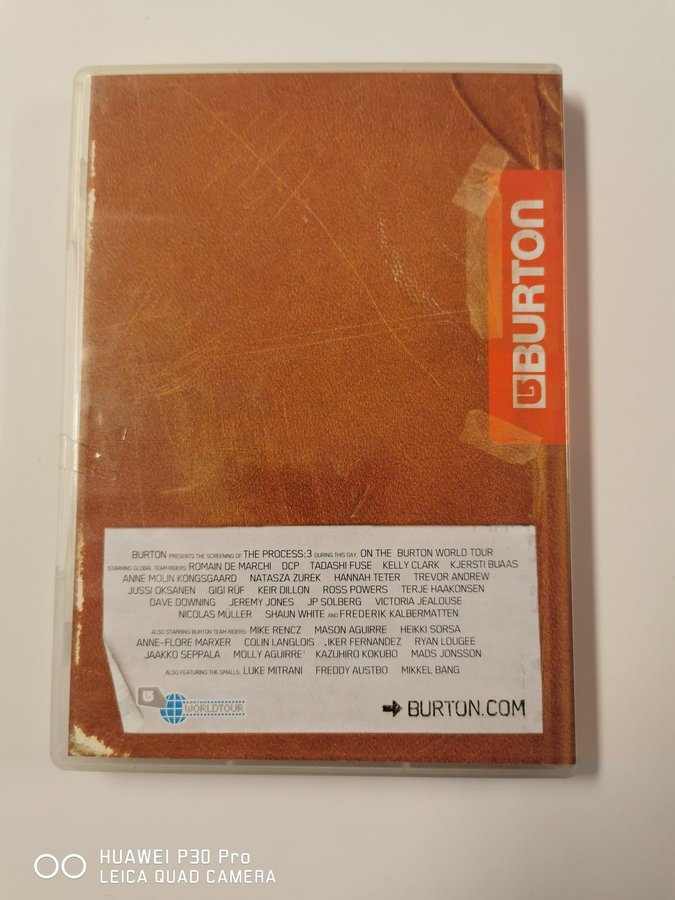 BURTON
BURTON PRESENTS THE SCREENING OF THE PROCESS:3 DURING THIS DAY. ON THE BURTON WORLD TOUR
STARRING GLOBAL TEAM RIDERS: ROMAIN DE MARCHI DCP TADASHI FUSE KELLY CLARK KJERSTI BUAAS
ANNE MOLIN KONGSGAARD NATASZA ZUREK HANNAH TETER TREVOR ANDREW
JUSSI OKSANEN GIGI RÜF KEIR DILLON ROSS POWERS TERJE HAAKONSEN
DAVE DOWNING JEREMY JONES JP SOLBERG VICTORIA JEALOUSE
NICOLAS MÜLLER SHAUN WHITE AND FREDERIK KALBERMATTEN
ALSO STARRING BURTON TEAM RIDERS: MIKE RENCZ MASON AGUIRRE HEIKKI SORSA
ANNE-FLORE MARXER COLIN LANGLOIS .IKER FERNANDEZ RYAN LOUGEE
JAAKKO SEPPALA MOLLY AGUIRRE' KAZUHIRO KOKUBO MADS JONSSON
ALSO FEATURING THE SMALLS: LUKE MITRANI FREDDY AUSTBO MIKKEL BANG
WORLDTOUR
BURTON.COM
HUAWEI P30 Pro
LEICA QUAD CAMERA